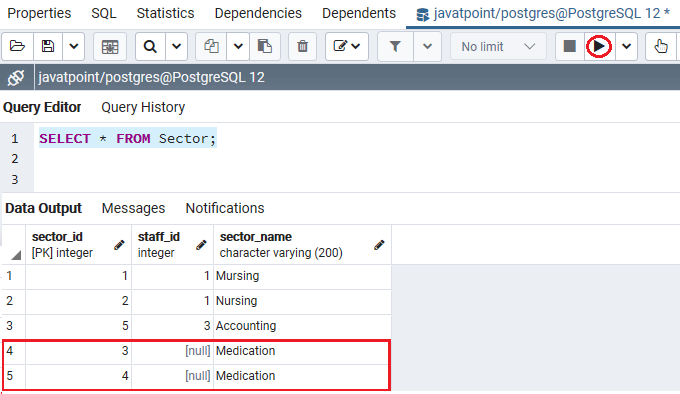 Properties SQL Statistics Dependencies Dependents javatpoint/postgres@PostgreSQL 12 *
No limit
javatpoint/postgres@PostgreSQL 12
Query Editor Query History
1 SELECT * FROM Sector;
2
3
Data Output Messages Notifications
sector_id staff_id sector_name
[PK] integer integer character varying (200)
1 1 1 Mursing
2 2 1 Nursing
3 5 3 Accounting
4 3 [null] Medication
5 4 [null] Medication